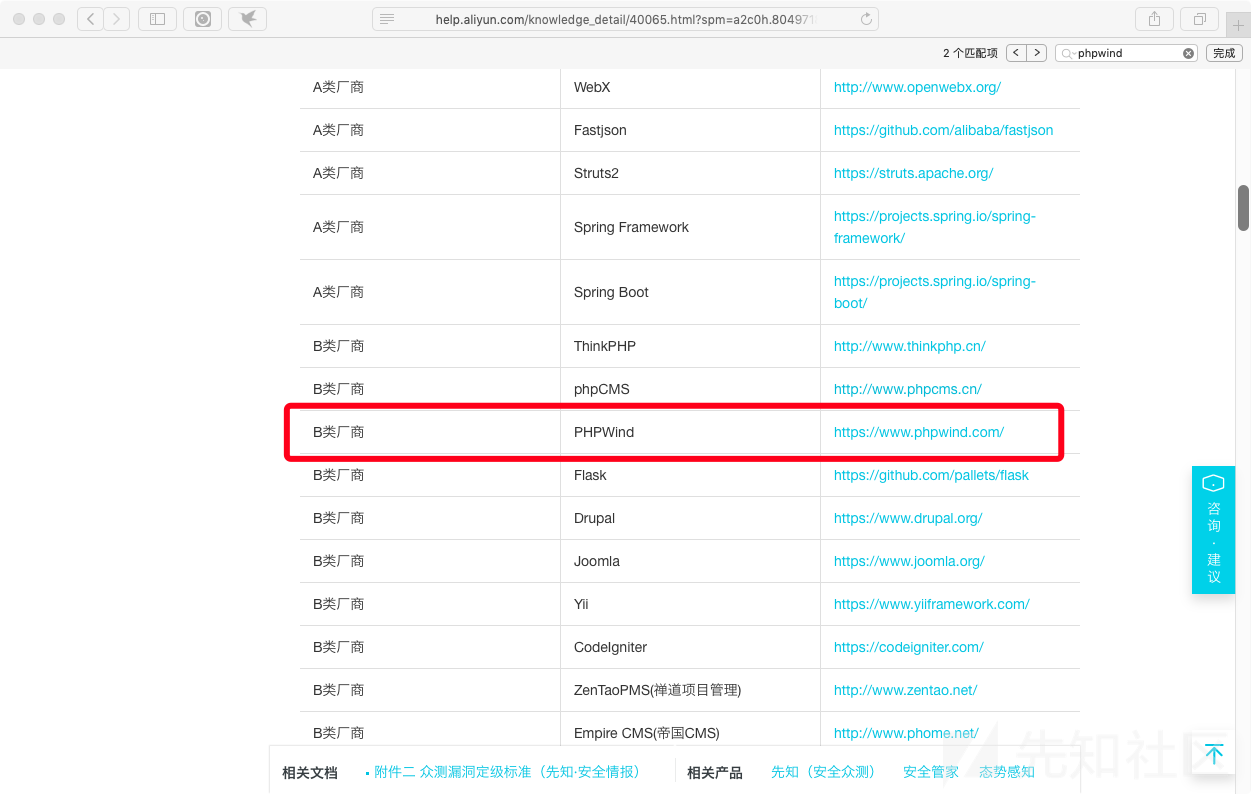 help.aliyun.com/knowledge_detail/40065.html?spm=a2c0h.80497
2 个匹配项
phpwind
完成
A类厂商 WebX http://www.openwebx.org/
A类厂商 Fastjson https://github.com/alibaba/fastjson
A类厂商 Struts2 https://struts.apache.org/
A类厂商 Spring Framework https://projects.spring.io/spring-
framework/
A类厂商 Spring Boot https://projects.spring.io/spring-
boot/
B类厂商 ThinkPHP http://www.thinkphp.cn/
B类厂商 phpCMS http://www.phpcms.cn/
B类厂商 PHPWind https://www.phpwind.com/
B类厂商 Flask https://github.com/pallets/flask
B类厂商 Drupal https://www.drupal.org/
B类厂商 Joomla https://www.joomla.org/
B类厂商 Yii https://www.yiiframework.com/
B类厂商 CodeIgniter https://codeigniter.com/
B类厂商 ZenTaoPMS(禅道项目管理) http://www.zentao.net/
B类厂商 Empire CMS(帝国CMS) http://www.phome.net/
咨询·建议
相关文档 • 附件二 众测漏洞定级标准（先知·安全情报） 相关产品 先知（安全众测） 安全管家 态势感知
先知社区